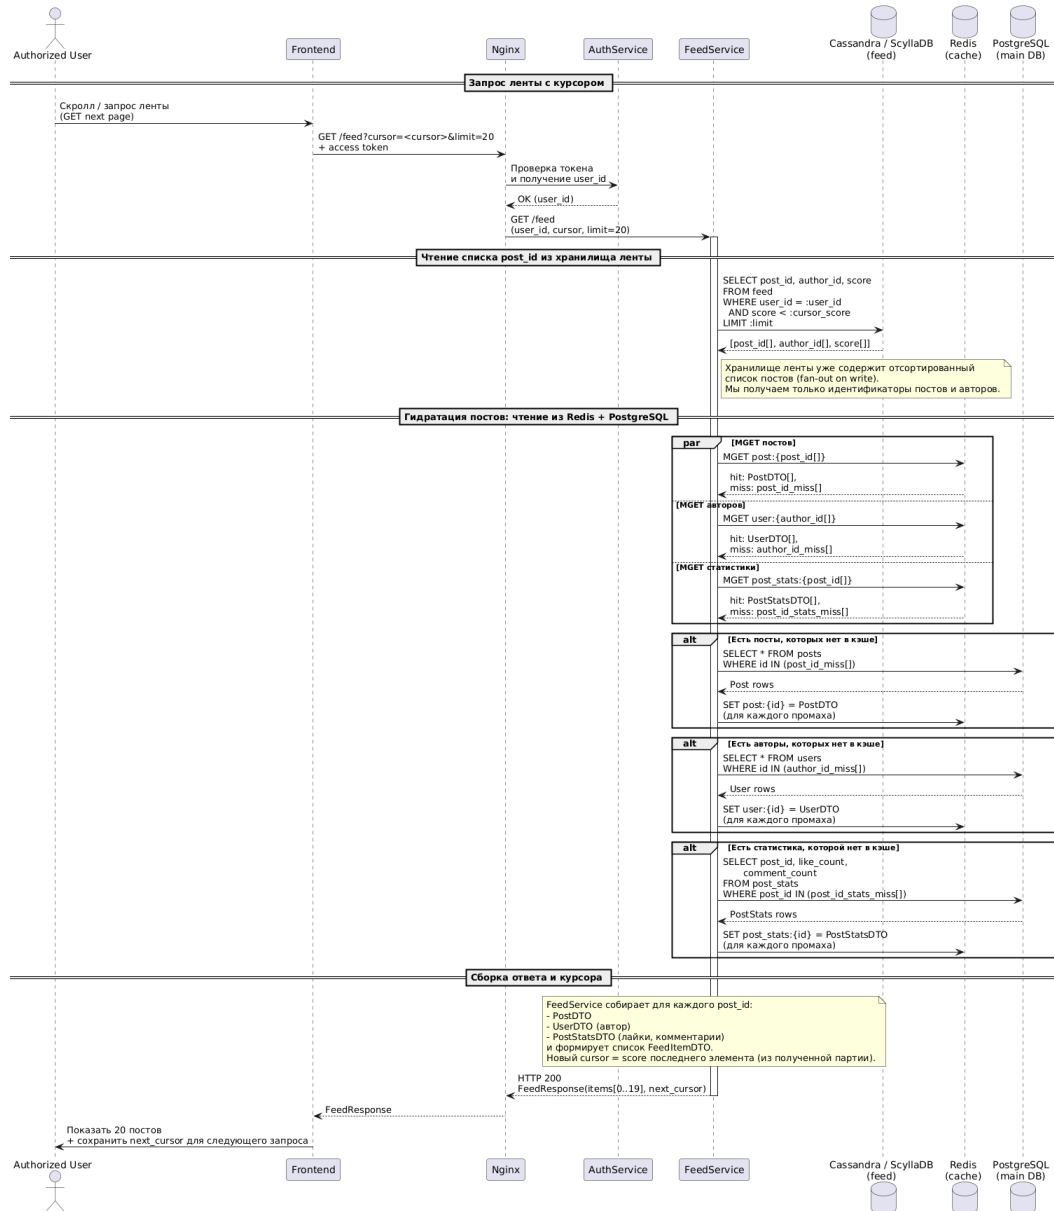 Authorized User
Frontend
Nginx
AuthService
FeedService
Cassandra / ScyllaDB
(feed)
Redis
(cache)
PostgreSQL
(main DB)
Запрос ленты с курсором
Скролл / запрос ленты
(GET next page)
GET /feed?cursor=<cursor>&limit=20
+ access token
Проверка токена
и получение user_id
OK (user_id)
GET /feed
(user_id, cursor, limit=20)
Чтение списка post_id из хранилища ленты
SELECT post_id, author_id, score
FROM feed
WHERE user_id = :user_id
AND score < :cursor_score
LIMIT :limit
[post_id[], author_id[], score[]]
Хранилище ленты уже содержит отсортированный
список постов (fan-out on write).
Мы получаем только идентификаторы постов и авторов.
Гидратация постов: чтение из Redis + PostgreSQL
par
[MGET постов]
MGET post:{post_id[]}
hit: PostDTO[],
miss: post_id_miss[]
[MGET авторов]
MGET user:{author_id[]}
hit: UserDTO[],
miss: author_id_miss[]
[MGET статистики]
MGET post_stats:{post_id[]}
hit: PostStatsDTO[],
miss: post_id_stats_miss[]
alt
[Есть посты, которых нет в кэше]
SELECT * FROM posts
WHERE id IN (post_id_miss[])
Post rows
SET post:{id} = PostDTO
(для каждого промаха)
alt
[Есть авторы, которых нет в кэше]
SELECT * FROM users
WHERE id IN (author_id_miss[])
User rows
SET user:{id} = UserDTO
(для каждого промаха)
alt
[Есть статистика, которой нет в кэше]
SELECT post_id, like_count,
comment_count
FROM post_stats
WHERE post_id IN (post_id_stats_miss[])
PostStats rows
SET post_stats:{id} = PostStatsDTO
(для каждого промаха)
Сборка ответа и курсора
FeedService собирает для каждого post_id:
- PostDTO
- UserDTO (автор)
- PostStatsDTO (лайки, комментарии)
и формирует список FeedItemDTO.
Новый cursor = score последнего элемента (из полученной партии).
HTTP 200
FeedResponse(items[0..19], next_cursor)
FeedResponse
Показать 20 постов
+ сохранить next_cursor для следующего запроса
Authorized User
Frontend
Nginx
AuthService
FeedService
Cassandra / ScyllaDB
(feed)
Redis
(cache)
PostgreSQL
(main DB)